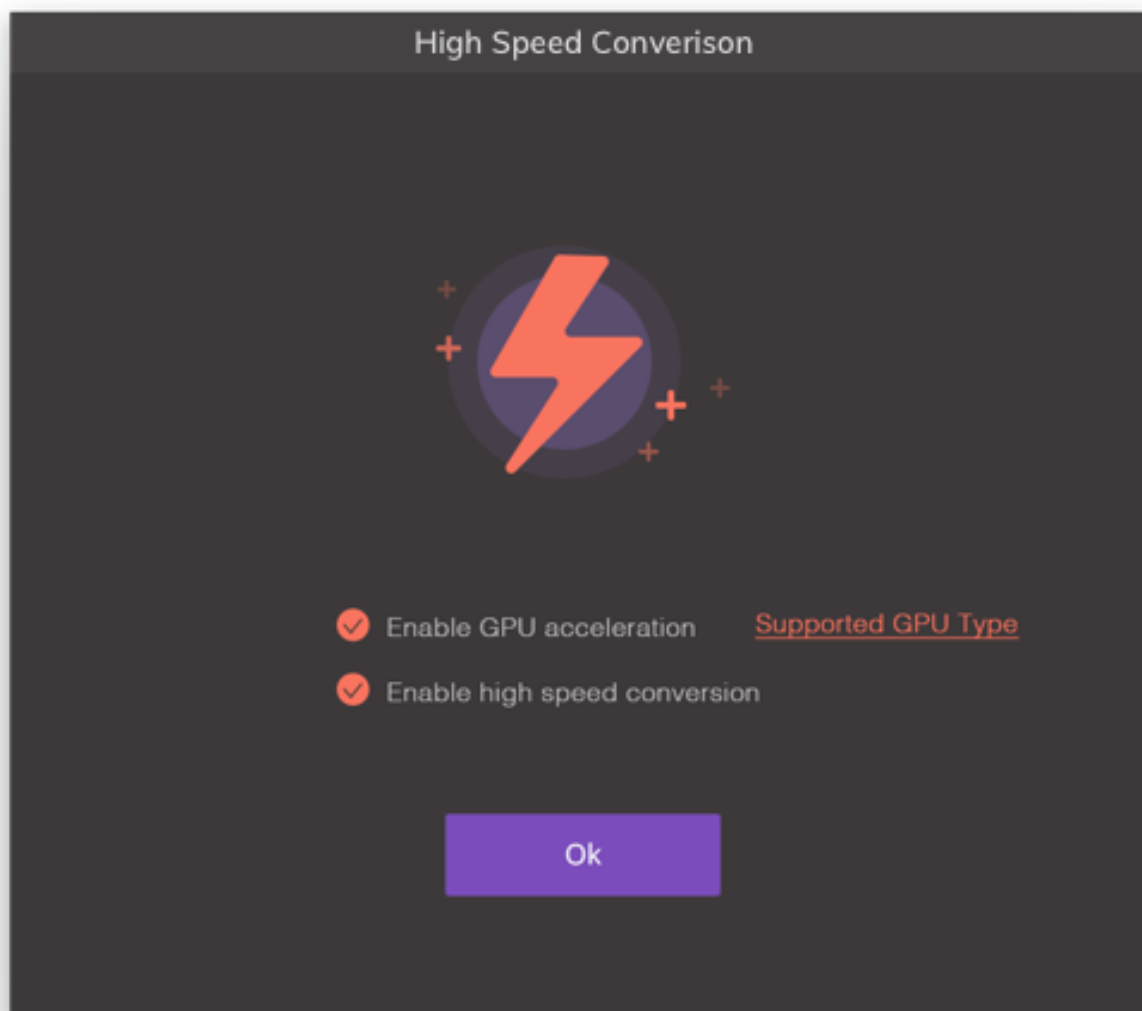 High Speed Converison
Enable GPU acceleration Supported GPU Type
Enable high speed conversion
Ok